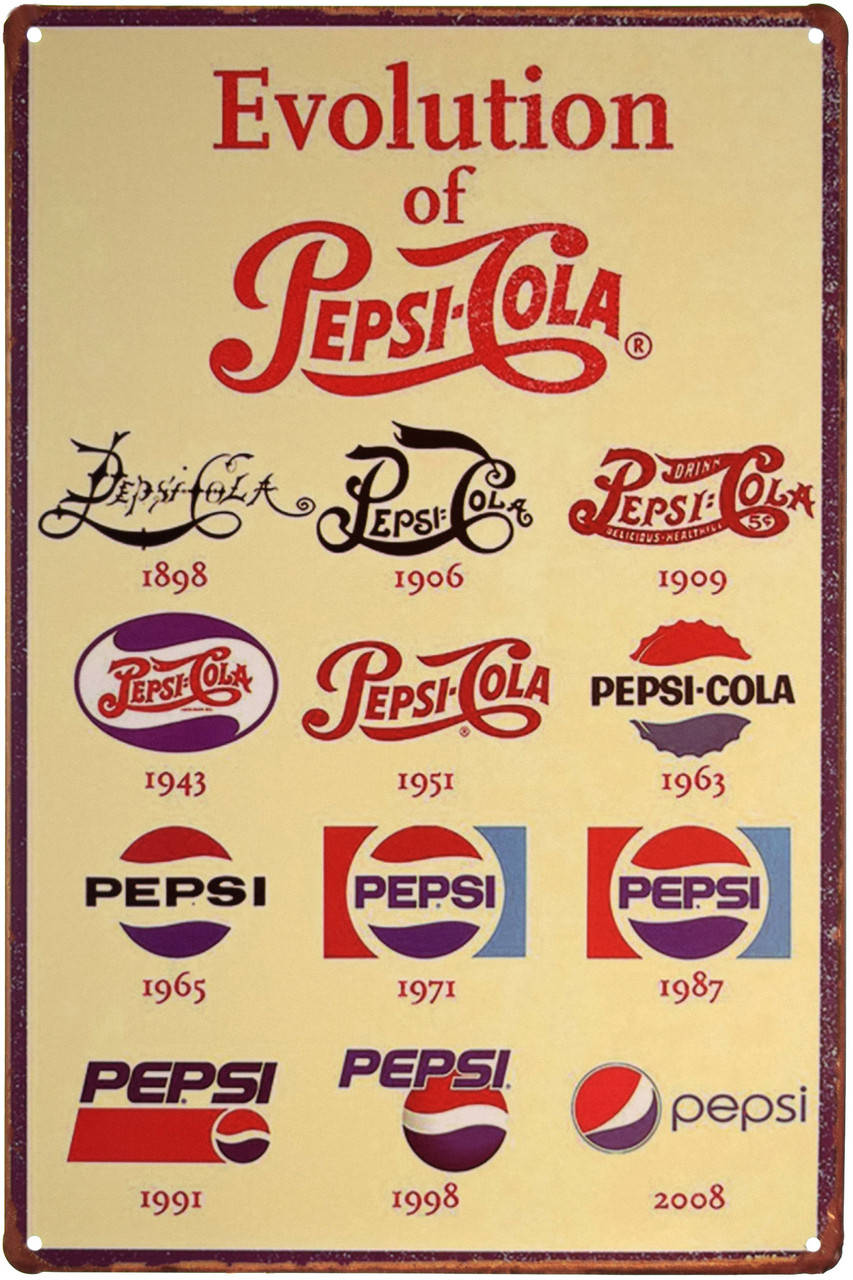 Evolution
of
PEPSI-COLA®
PEPSI-COLA
PEPSI-COLA
DRINK
PEPSI-COLA
5¢
DELICIOUS-HEALTHFUL
1898
1906
1909
PEPSI-COLA
PEPSI-COLA
®
PEPSI-COLA
1943
1951
1963
PEPSI
PEPSI
PEPSI
1965
1971
1987
PEPSI
PEPSI
pepsi
1991
1998
2008